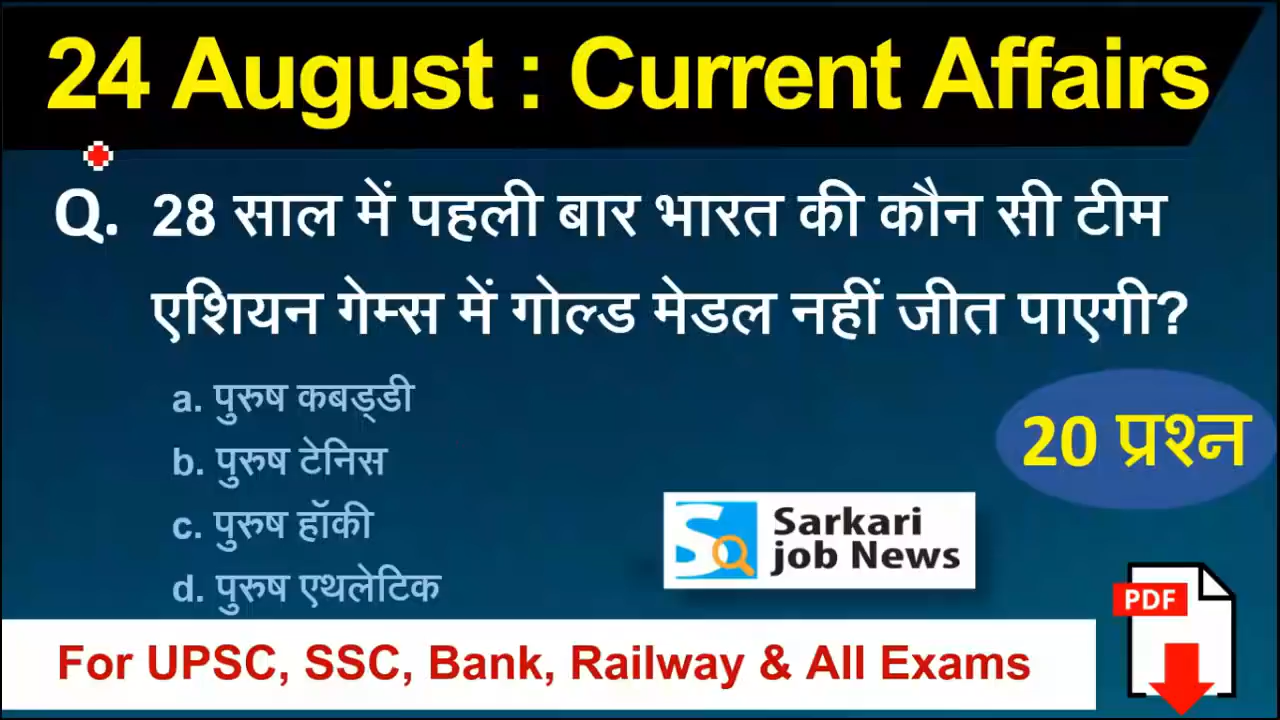 24 August : Current Affairs
Q. 28 साल में पहली बार भारत की कौन सी टीम
एशियन गेम्स में गोल्ड मेडल नहीं जीत पाएगी?
a. पुरुष कबड्डी
b. पुरुष टेनिस
c. पुरुष हॉकी
d. पुरुष एथलेटिक
20 प्रश्न
Sarkari
job News
PDF
For UPSC, SSC, Bank, Railway & All Exams